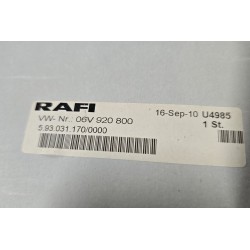 RAFI
16-Sep-10 U4985
VW- Nr.: 06V 920 800
1 St.
5.93.031.170/0000